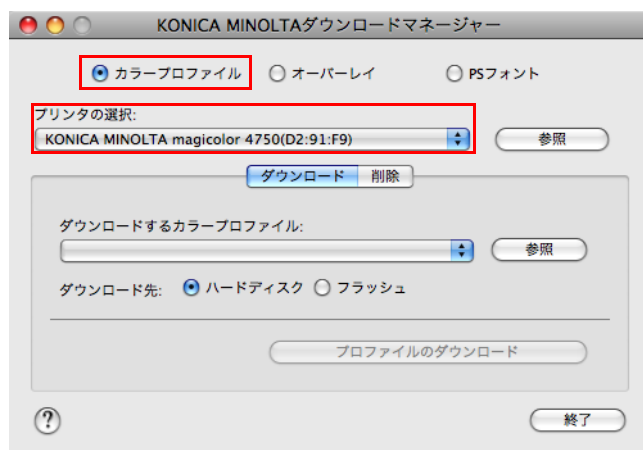 KONICA MINOLTAダウンロードマネージャー
カラープロファイル オーバーレイ PSフォント
プリンタの選択:
KONICA MINOLTA magicolor 4750(D2:91:F9) 参照
ダウンロード 削除
ダウンロードするカラープロファイル:
参照
ダウンロード先: ハードディスク フラッシュ
プロファイルのダウンロード
? 終了